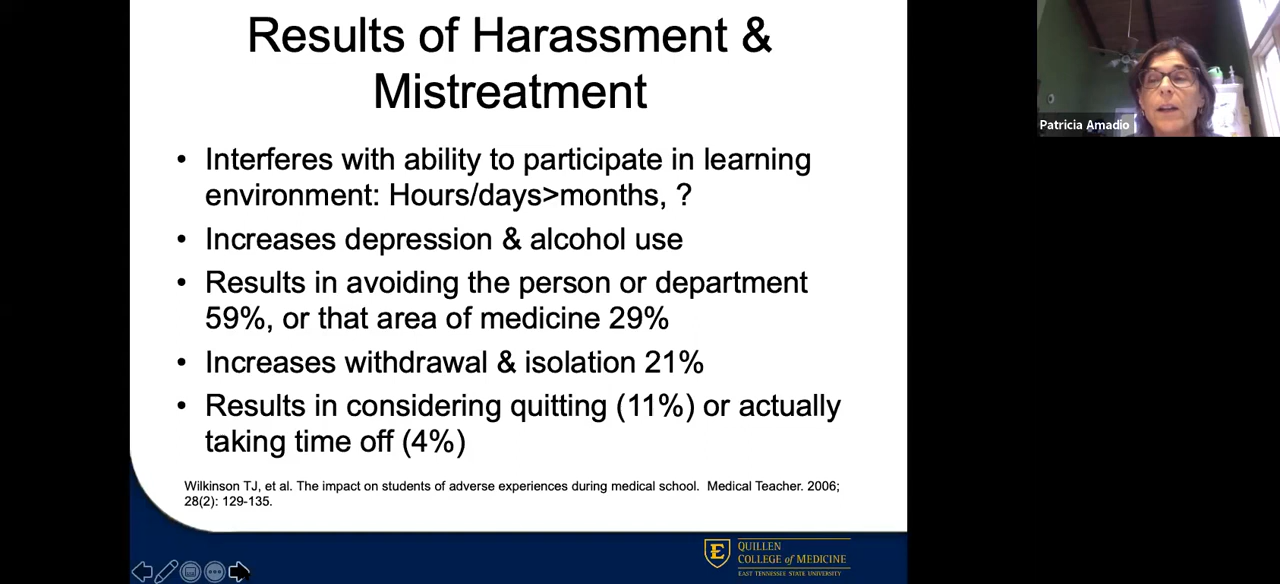 Results of Harassment &
Mistreatment
• Interferes with ability to participate in learning
environment: Hours/days>months, ?
• Increases depression & alcohol use
• Results in avoiding the person or department
59%, or that area of medicine 29%
• Increases withdrawal & isolation 21%
• Results in considering quitting (11%) or actually
taking time off (4%)
Wilkinson TJ, et al. The impact on students of adverse experiences during medical school. Medical Teacher. 2006;
28(2): 129-135.
E
QUILLEN
COLLEGE of MEDICINE
EAST TENNESSEE STATE UNIVERSITY
Patricia Amadio